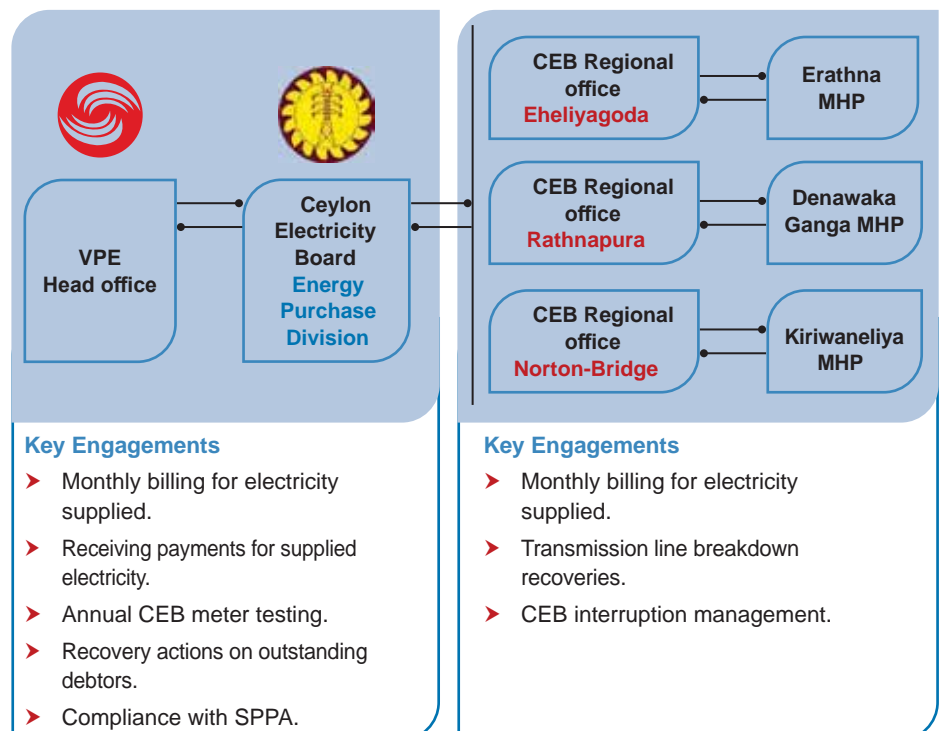 VPE
Head office
Ceylon
Electricity
Board
Energy
Purchase
Division
CEB Regional
office
Eheliyagoda
Erathna
MHP
CEB Regional
office
Rathnapura
Denawaka
Ganga MHP
CEB Regional
office
Norton-Bridge
Kiriwaneliya
MHP
Key Engagements
➤ Monthly billing for electricity
supplied.
➤ Receiving payments for supplied
electricity.
➤ Annual CEB meter testing.
➤ Recovery actions on outstanding
debtors.
➤ Compliance with SPPA.
Key Engagements
➤ Monthly billing for electricity
supplied.
➤ Transmission line breakdown
recoveries.
➤ CEB interruption management.